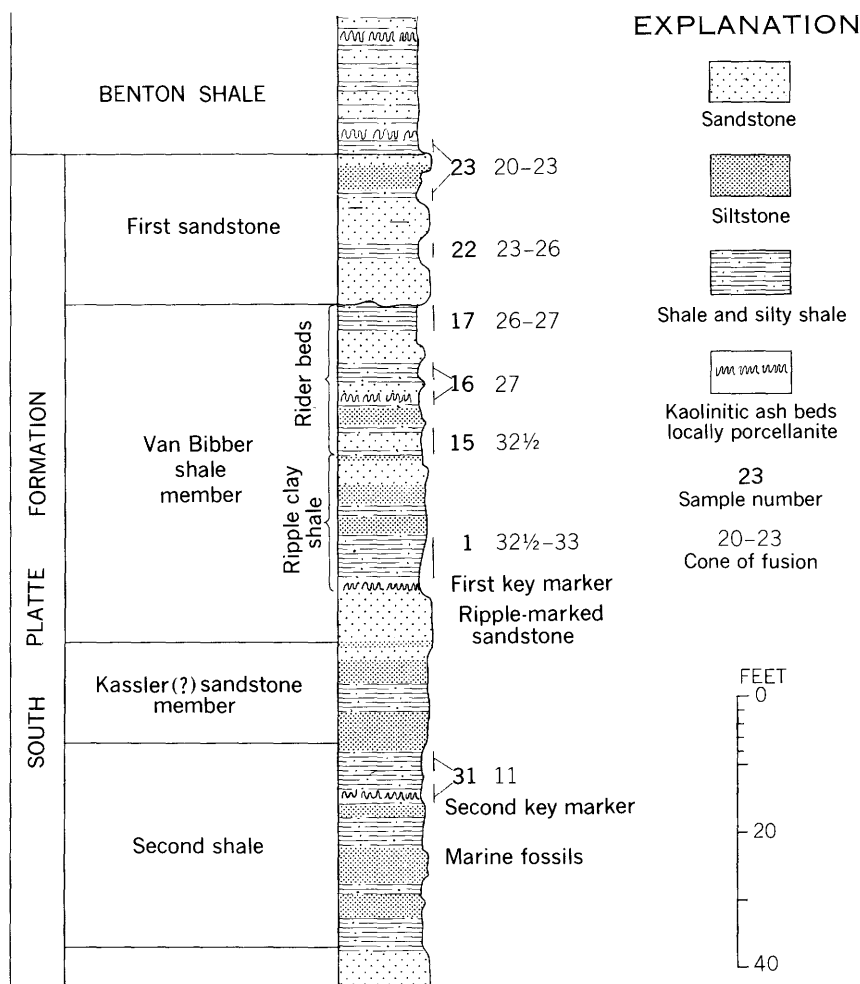 EXPLANATION
BENTON SHALE
Sandstone
23 20-23
Siltstone
First sandstone
22 23-26
Shale and silty shale
17 26-27
Rider beds
16 27
Kaolinitic ash beds
locally porcellanite
Van Bibber
shale
member
15 32½
23
Sample number
Ripple clay
shale
1 32½-33
20-23
Cone of fusion
First key marker
Ripple-marked
sandstone
SOUTH PLATTE FORMATION
Kassler(?) sandstone
member
FEET
0
31 11
Second key marker
20
Second shale
Marine fossils
40